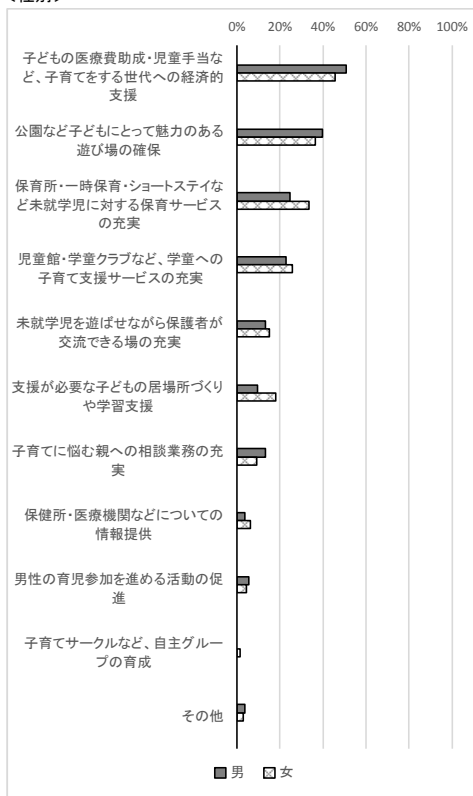 0% 20% 40% 60% 80% 100%
子どもの医療費助成・児童手当な
ど、子育てをする世代への経済的
支援
公園など子どもにとって魅力のある
遊び場の確保
保育所・一時保育・ショートステイな
ど未就学児に対する保育サービス
の充実
児童館・学童クラブなど、学童への
子育て支援サービスの充実
未就学児を遊ばせながら保護者が
交流できる場の充実
支援が必要な子どもの居場所づくり
や学習支援
子育てに悩む親への相談業務の充
実
保健所・医療機関などについての
情報提供
男性の育児参加を進める活動の促
進
子育てサークルなど、自主グルー
プの育成
その他
男 女